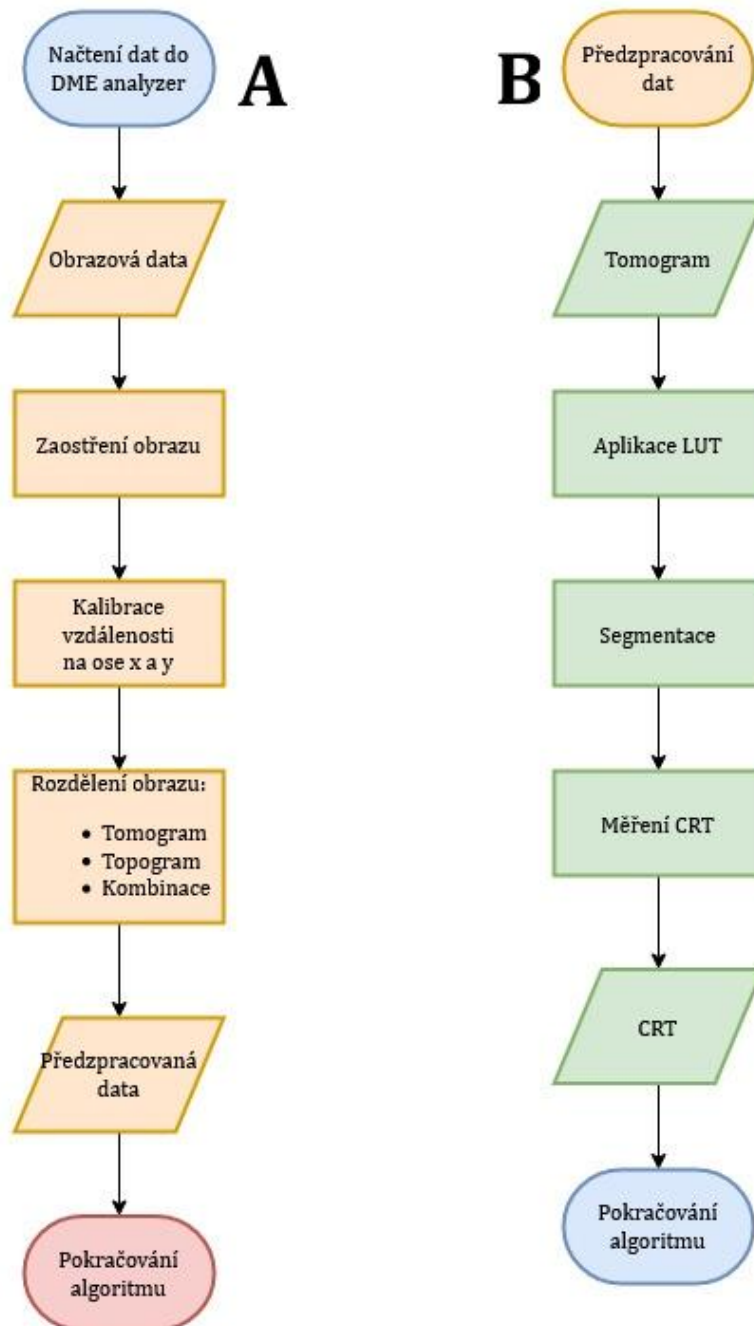 Načtení dat do
DME analyzer
A
Obrazová data
Zaostření obrazu
Kalibrace
vzdálenosti
na ose x a y
Rozdělení obrazu:
• Tomogram
• Topogram
• Kombinace
Předzpracovaná
data
Pokračování
algoritmu
B
Předzpracování
dat
Tomogram
Aplikace LUT
Segmentace
Měření CRT
CRT
Pokračování
algoritmu